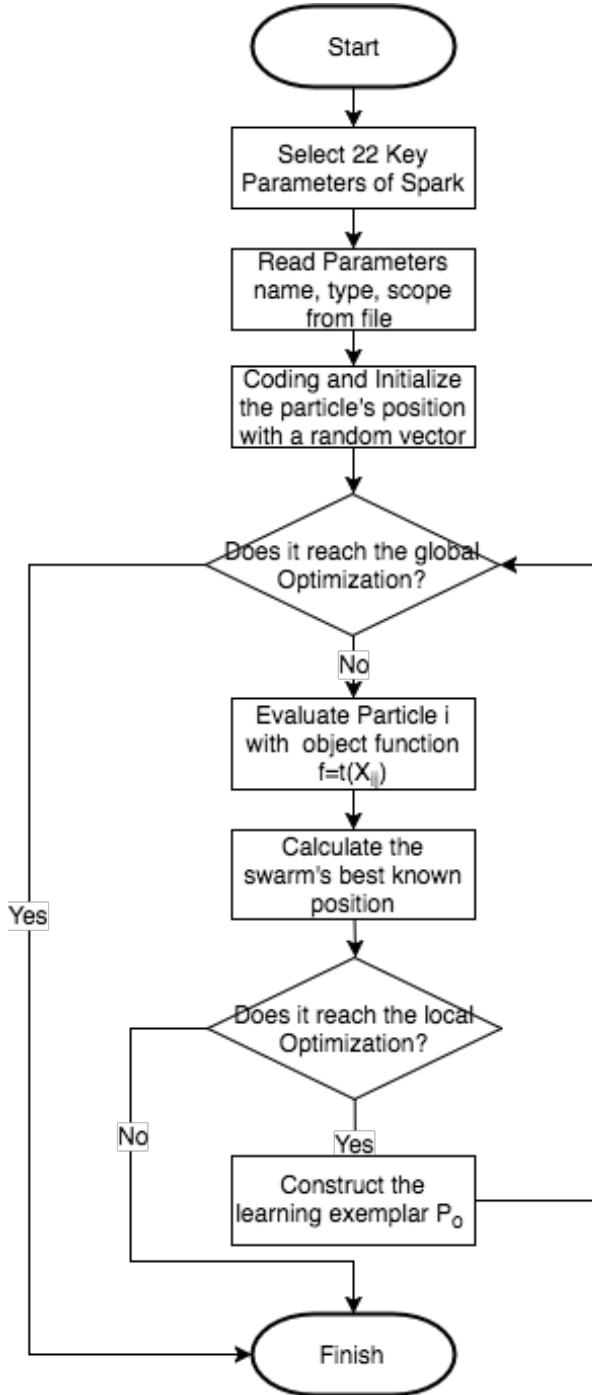 Start
Select 22 Key
Parameters of Spark
Read Parameters
name, type, scope
from file
Coding and Initialize
the particle's position
with a random vector
Does it reach the global
Optimization?
No
Evaluate Particle i
with object function
f=t(X_ij)
Calculate the
swarm's best known
position
Yes
Does it reach the local
Optimization?
No
Yes
Construct the
learning exemplar P_o
Finish